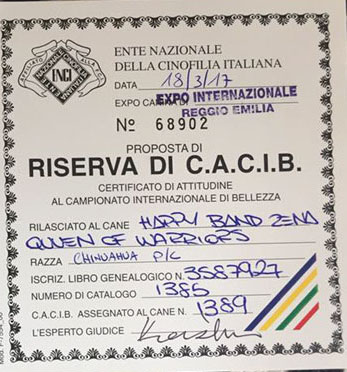 ENTE NAZIONALE
DELLA CINOFILIA ITALIANA
DATA 18/3/17
EXPO INTERNAZIONALE
REGGIO EMILIA
Nº 68902
PROPOSTA DI
RISERVA DI C.A.C.I.B.
CERTIFICATO DI ATTITUDINE
AL CAMPIONATO INTERNAZIONALE DI BELLEZZA
RILASCIATO AL CANE HAPPY BAND ZENA
QUEEN OF WARRIORS
RAZZA CHIHUAHUA P/C
ISCRIZ. LIBRO GENEALOGICO N. 3587927
NUMERO DI CATALOGO 1386
C.A.C.I.B. ASSEGNATO AL CANE N. 1389
L'ESPERTO GIUDICE